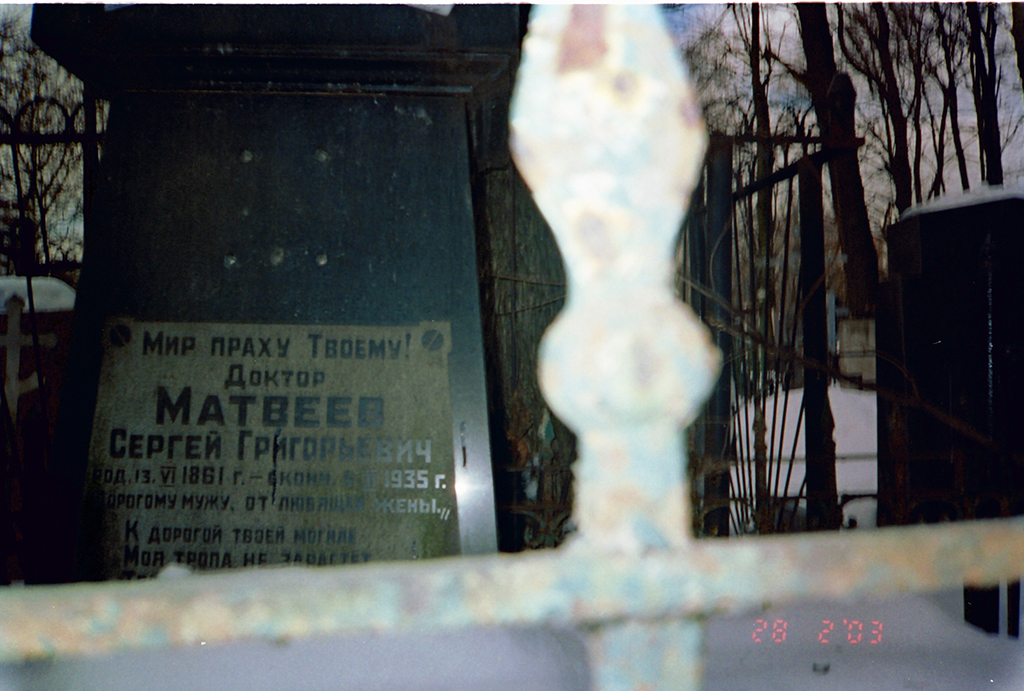 Мир праху Твоему!
Доктор
Матвеев
Сергей Григорьевич
род. 13. VI 1861 г. – скон. 1935 г.
дорогому мужу, от любящей жены.„
К дорогой твоей могиле
Моя тропа не зарастет
28 2'03